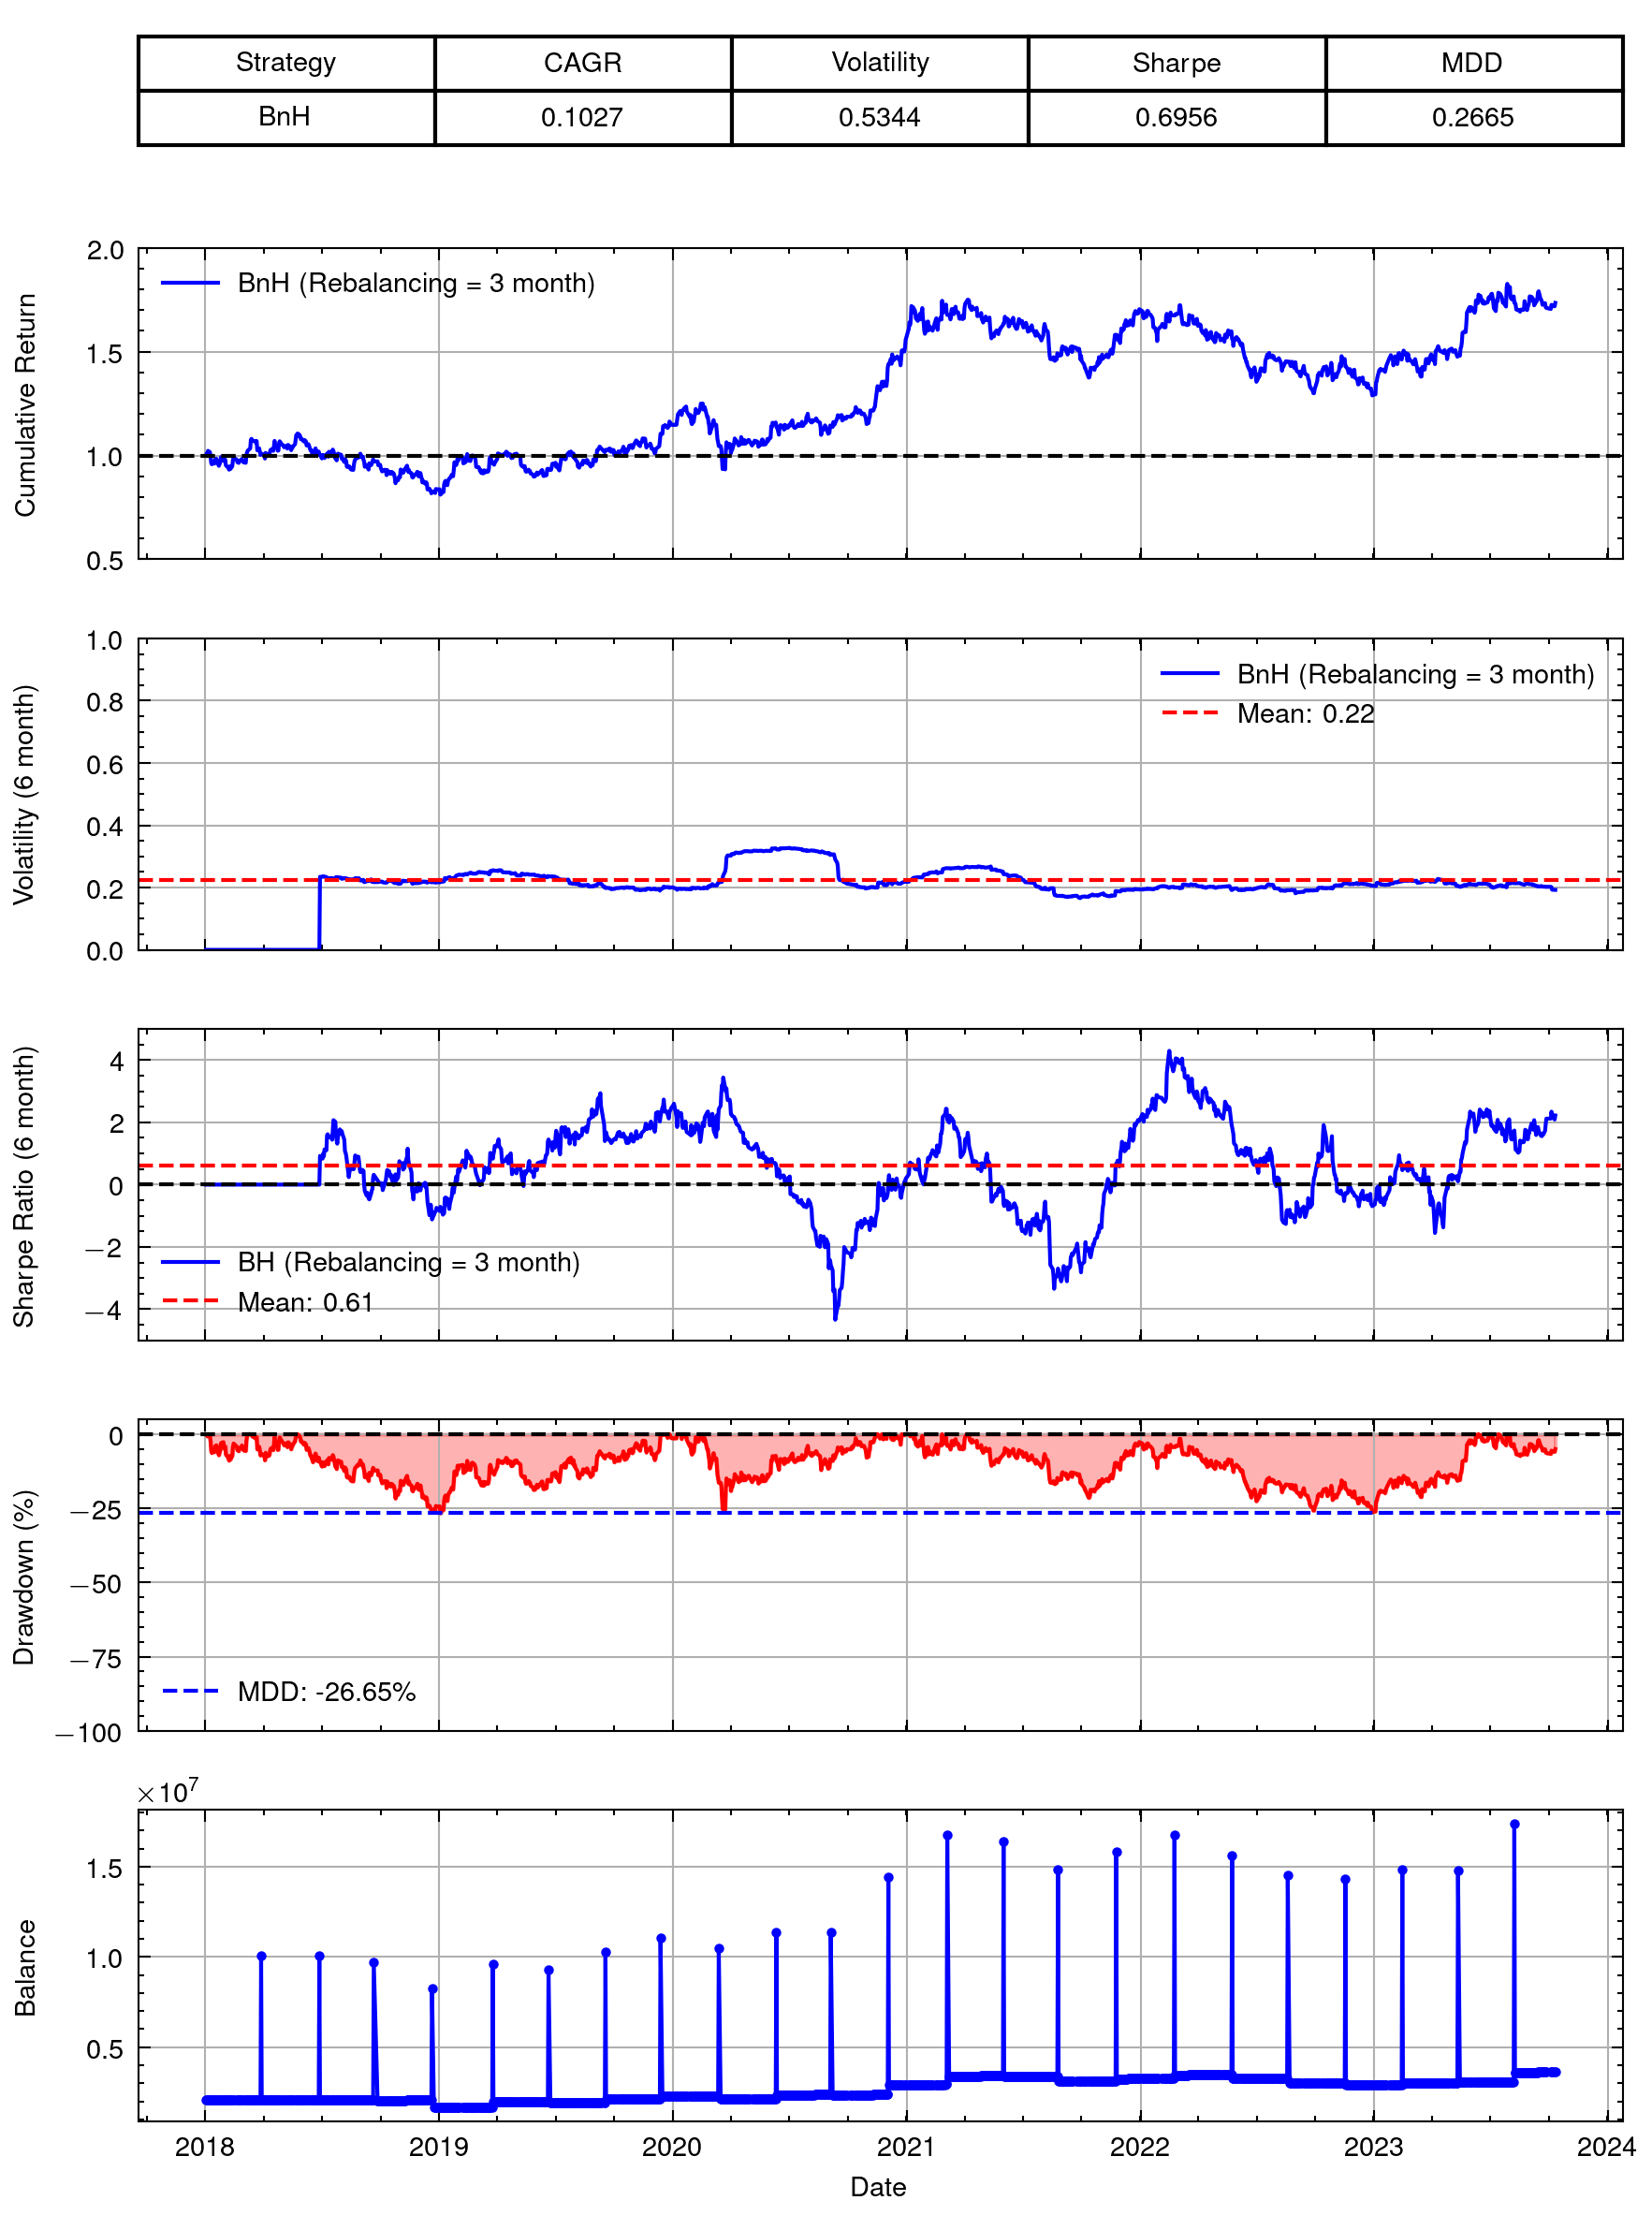 Strategy CAGR Volatility Sharpe MDD
BnH 0.1027 0.5344 0.6956 0.2665
Cumulative Return
2.0
1.5
1.0
0.5
BnH (Rebalancing = 3 month)
Volatility (6 month)
1.0
0.8
0.6
0.4
0.2
0.0
BnH (Rebalancing = 3 month)
Mean: 0.22
Sharpe Ratio (6 month)
4
2
0
−2
−4
BH (Rebalancing = 3 month)
Mean: 0.61
Drawdown (%)
0
−25
−50
−75
−100
MDD: -26.65%
×10⁷
Balance
1.5
1.0
0.5
2018 2019 2020 2021 2022 2023 2024
Date